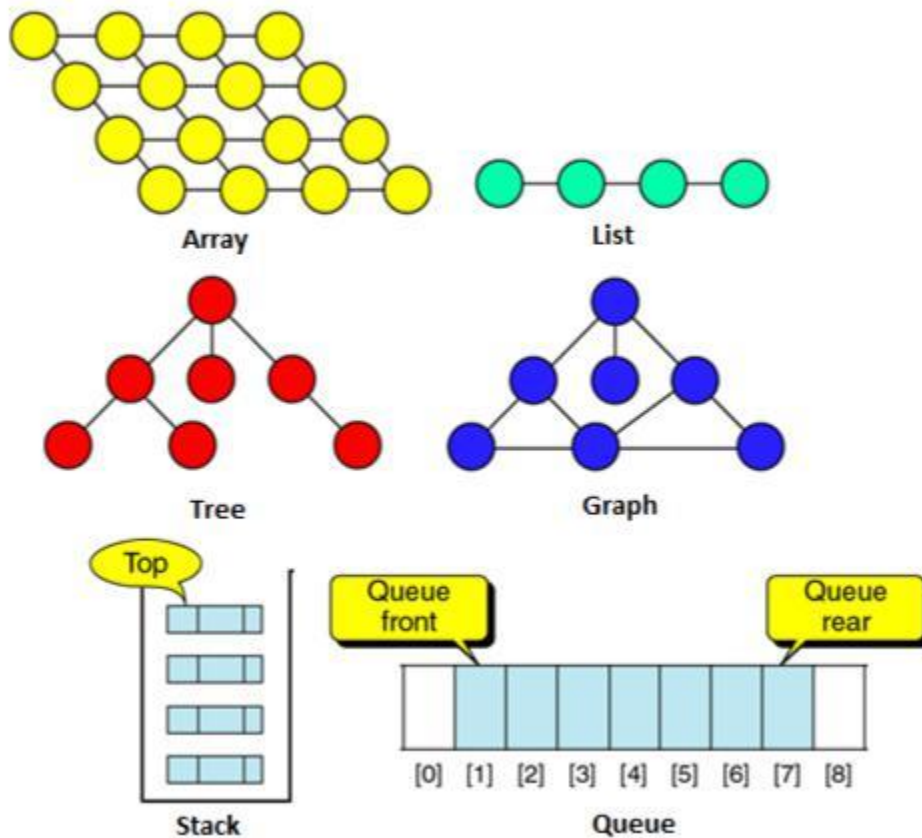 Array
List
Tree
Graph
Top
Queue
front
Queue
rear
[0] [1] [2] [3] [4] [5] [6] [7] [8]
Stack
Queue